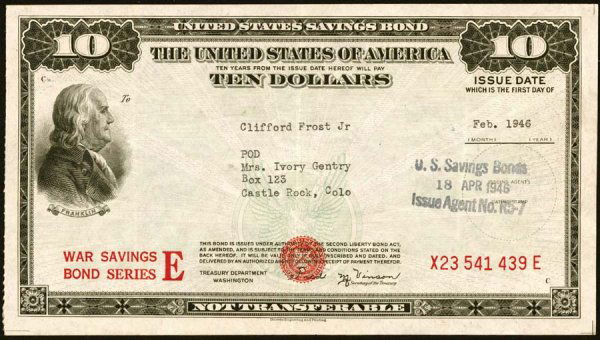 UNITED STATES SAVINGS BOND
10
10
THE UNITED STATES OF AMERICA
TEN YEARS FROM THE ISSUE DATE HEREOF WILL PAY
TEN DOLLARS
ISSUE DATE
WHICH IS THE FIRST DAY OF
To
Feb. 1946
(MONTH) (YEAR)
Clifford Frost Jr
POD
Mrs. Ivory Gentry
Box 123
Castle Rock, Colo
U.S. Savings Bonds
18 APR 1946
Issue Agent No.
FRANKLIN
WAR SAVINGS
BOND SERIES E
THIS BOND IS ISSUED UNDER AUTHORITY OF THE SECOND LIBERTY BOND ACT,
AS AMENDED, AND IS SUBJECT TO THE TERMS AND CONDITIONS ON THE
BACK HEREOF. IT WILL BE VALID ONLY IF DULY INSCRIBED AND DATED, AND
DELIVERED BY AN AUTHORIZED AGENT ON RECEIPT OF PAYMENT THEREFOR.
TREASURY DEPARTMENT
WASHINGTON
Vinson
Secretary of the Treasury
X23 541 439 E
C
NOT TRANSFERABLE